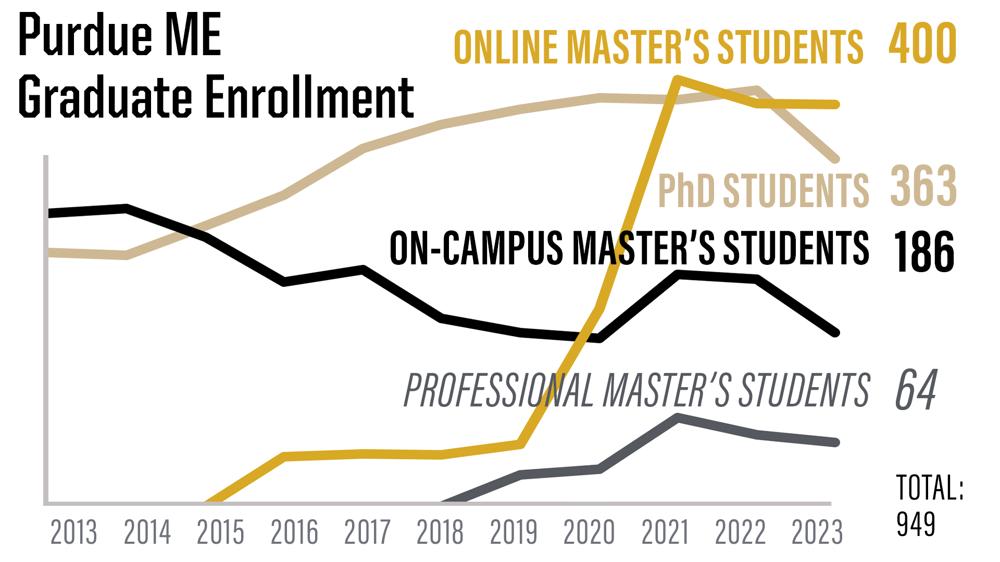 Purdue ME
Graduate Enrollment
ONLINE MASTER'S STUDENTS 400
PhD STUDENTS 363
ON-CAMPUS MASTER'S STUDENTS 186
PROFESSIONAL MASTER'S STUDENTS 64
TOTAL:
949
2013 2014 2015 2016 2017 2018 2019 2020 2021 2022 2023